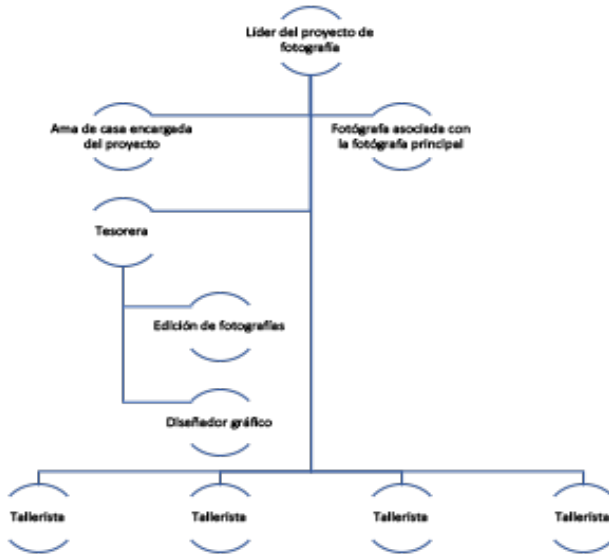 Líder del proyecto de
fotografía
Ama de casa encargada
del proyecto
Fotógrafa asociada con
la fotógrafa principal
Tesorera
Edición de fotografías
Diseñador gráfico
Tallerista
Tallerista
Tallerista
Tallerista